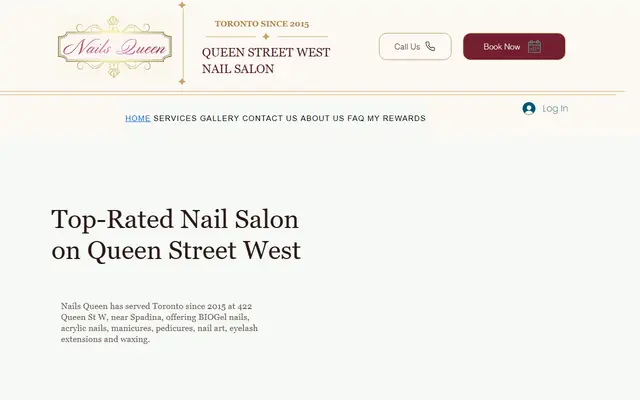 Nails Queen
TORONTO SINCE 2015
QUEEN STREET WEST
NAIL SALON
Call Us
Book Now
Log In
HOME SERVICES GALLERY CONTACT US ABOUT US FAQ MY REWARDS
Top-Rated Nail Salon
on Queen Street West
Nails Queen has served Toronto since 2015 at 422
Queen St W, near Spadina, offering BIOGel nails,
acrylic nails, manicures, pedicures, nail art, eyelash
extensions and waxing.